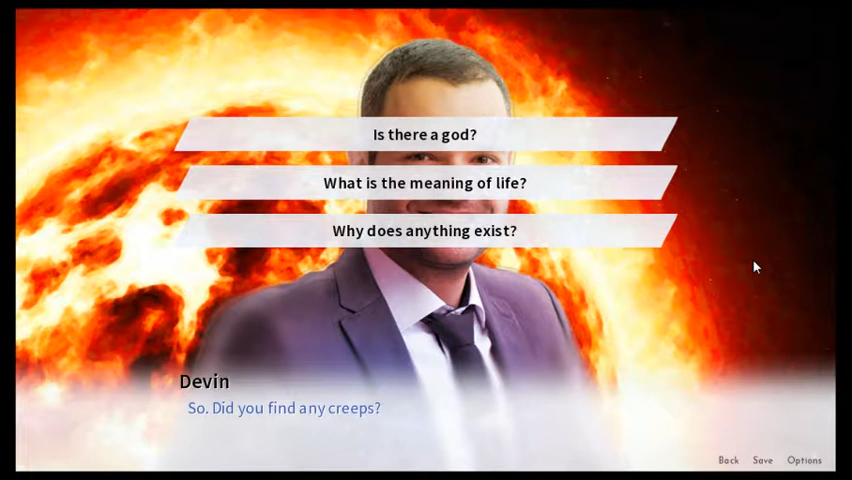 Is there a god?
What is the meaning of life?
Why does anything exist?
Devin
So. Did you find any creeps?
Back Save Options